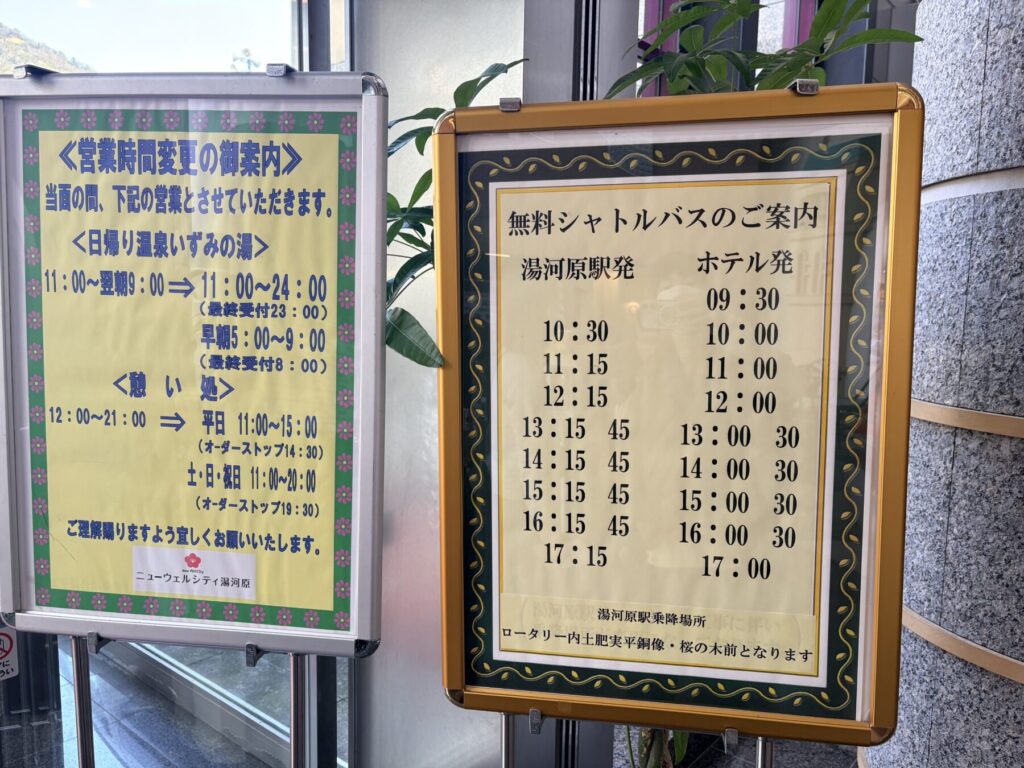 ≪営業時間変更の御案内≫
当面の間、下記の営業とさせていただきます。
＜日帰り温泉いずみの湯＞
11：00～翌朝9：00⇒11：00～24：00
（最終受付23：00）
早朝5：00～9：00
（最終受付8：00）
＜憩い処＞
12：00～21：00 ⇒ 平日 11:00～15:00
（オーダーストップ14:30）
土・日・祝日 11:00～20:00
（オーダーストップ19:30）
ご理解賜りますよう宜しくお願いいたします。
ニューウェルシティ湯河原
無料シャトルバスのご案内
湯河原駅発 ホテル発
09：30
10：30 10：00
11：15 11：00
12：15 12：00
13：15 45 13：00 30
14：15 45 14：00 30
15：15 45 15：00 30
16：15 45 16：00 30
17：15 17：00
湯河原駅乗降場所
ロータリー内土肥実平銅像・桜の木前となります